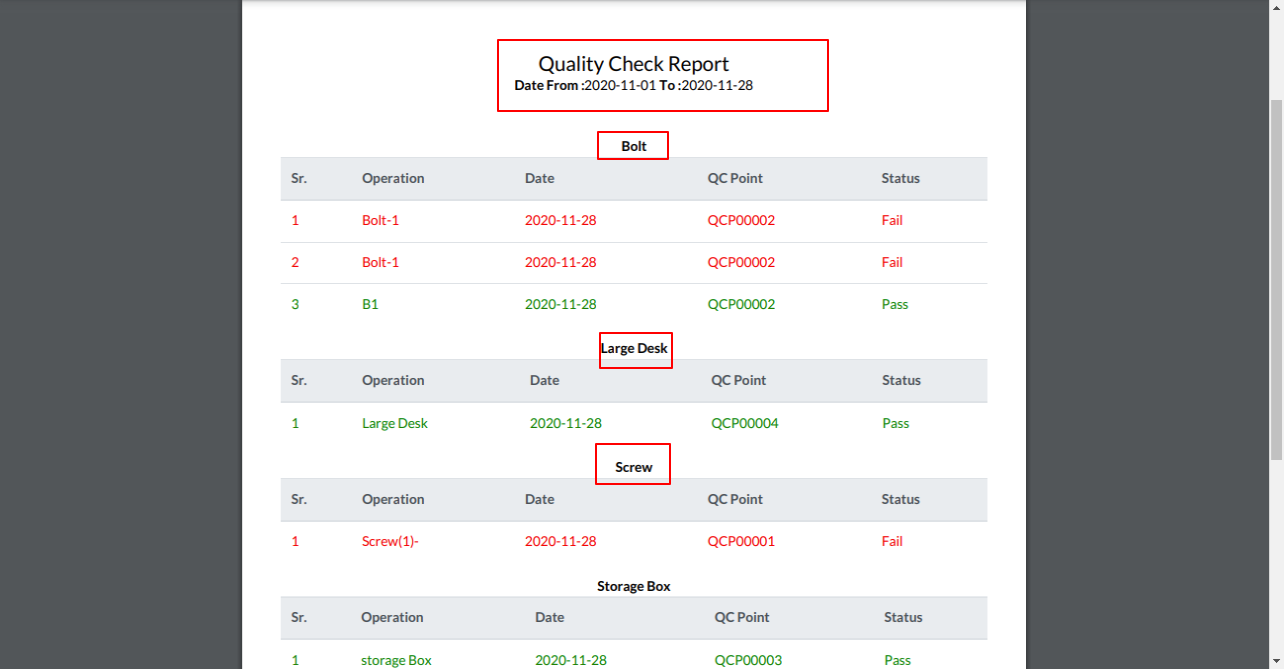 Quality Check Report
Date From :2020-11-01 To :2020-11-28
Bolt
Sr. Operation Date QC Point Status
1 Bolt-1 2020-11-28 QCP00002 Fail
2 Bolt-1 2020-11-28 QCP00002 Fail
3 B1 2020-11-28 QCP00002 Pass
Large Desk
Sr. Operation Date QC Point Status
1 Large Desk 2020-11-28 QCP00004 Pass
Screw
Sr. Operation Date QC Point Status
1 Screw(1)- 2020-11-28 QCP00001 Fail
Storage Box
Sr. Operation Date QC Point Status
1 storage Box 2020-11-28 QCP00003 Pass